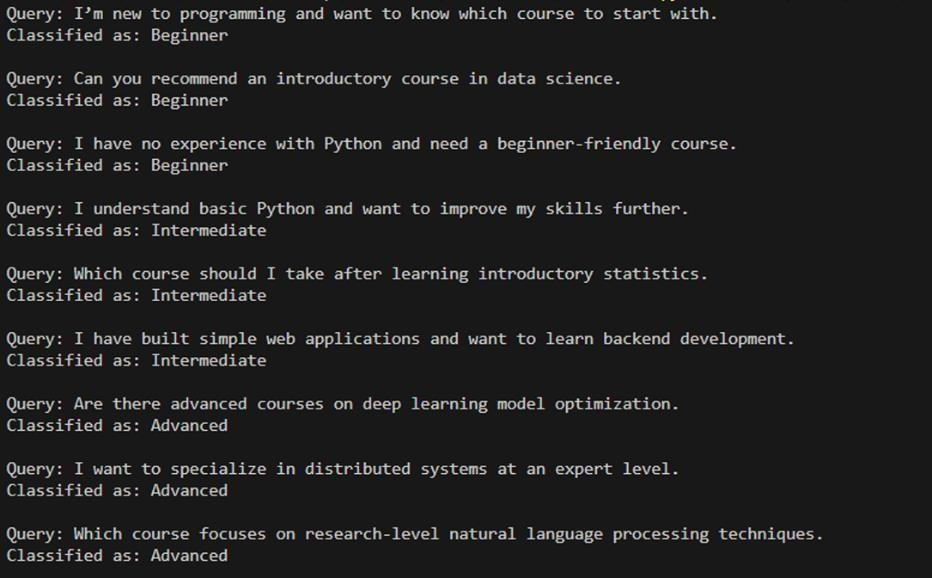 Query: I’m new to programming and want to know which course to start with.
Classified as: Beginner
Query: Can you recommend an introductory course in data science.
Classified as: Beginner
Query: I have no experience with Python and need a beginner-friendly course.
Classified as: Beginner
Query: I understand basic Python and want to improve my skills further.
Classified as: Intermediate
Query: Which course should I take after learning introductory statistics.
Classified as: Intermediate
Query: I have built simple web applications and want to learn backend development.
Classified as: Intermediate
Query: Are there advanced courses on deep learning model optimization.
Classified as: Advanced
Query: I want to specialize in distributed systems at an expert level.
Classified as: Advanced
Query: Which course focuses on research-level natural language processing techniques.
Classified as: Advanced